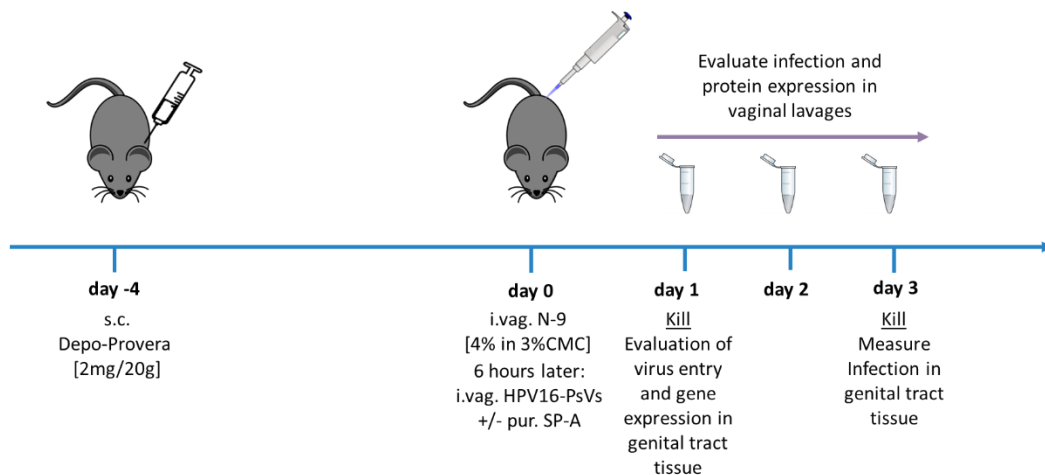 Evaluate infection and
protein expression in
vaginal lavages
day -4
s.c.
Depo-Provera
[2mg/20g]
day 0
i.vag. N-9
[4% in 3%CMC]
6 hours later:
i.vag. HPV16-PsVs
+/- pur. SP-A
day 1
Kill
Evaluation of
virus entry
and gene
expression in
genital tract
tissue
day 2
day 3
Kill
Measure
Infection in
genital tract
tissue